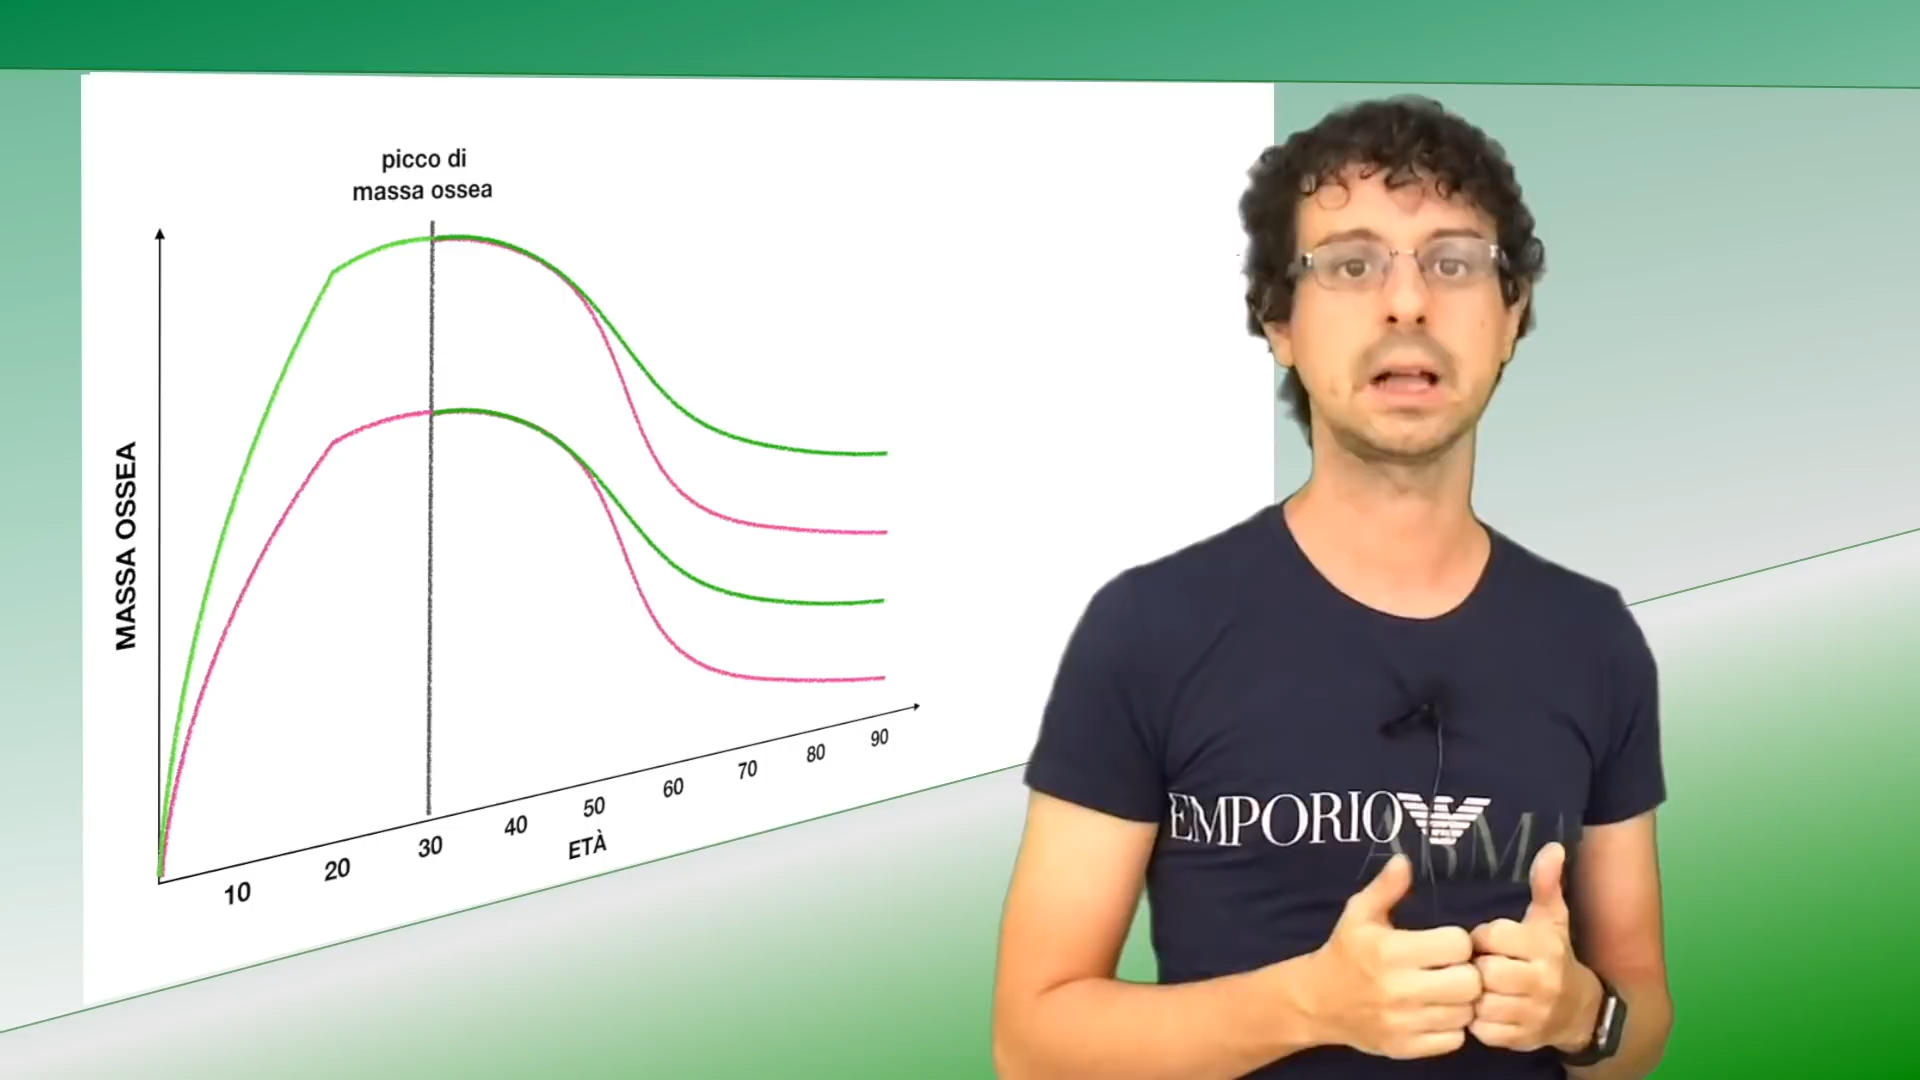 picco di
massa ossea
MASSA OSSEA
10
20
30
40
50
60
70
80
90
ETÀ
EMPORIO